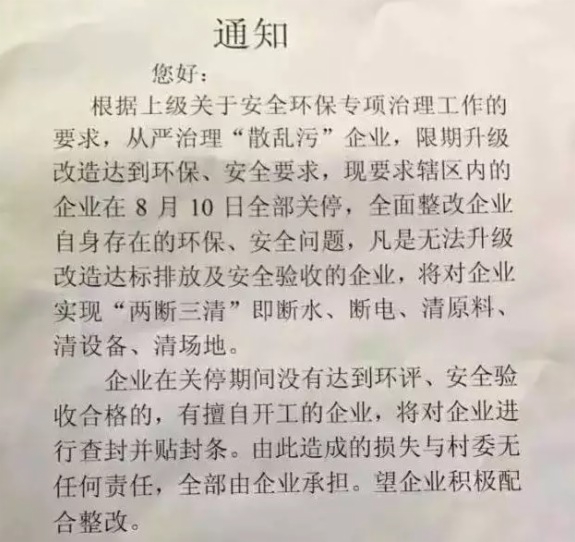 通知
您好：
根据上级关于安全环保专项治理工作的
要求，从严治理“散乱污”企业，限期升级
改造达到环保、安全要求，现要求辖区内的
企业在 8 月 10 日全部关停，全面整改企业
自身存在的环保、安全问题，凡是无法升级
改造达标排放及安全验收的企业，将对企业
实现“两断三清”即断水、断电、清原料、
清设备、清场地。
企业在关停期间没有达到环评、安全验
收合格的，有擅自开工的企业，将对企业进
行查封并贴封条。由此造成的损失与村委无
任何责任，全部由企业承担。望企业积极配
合整改。